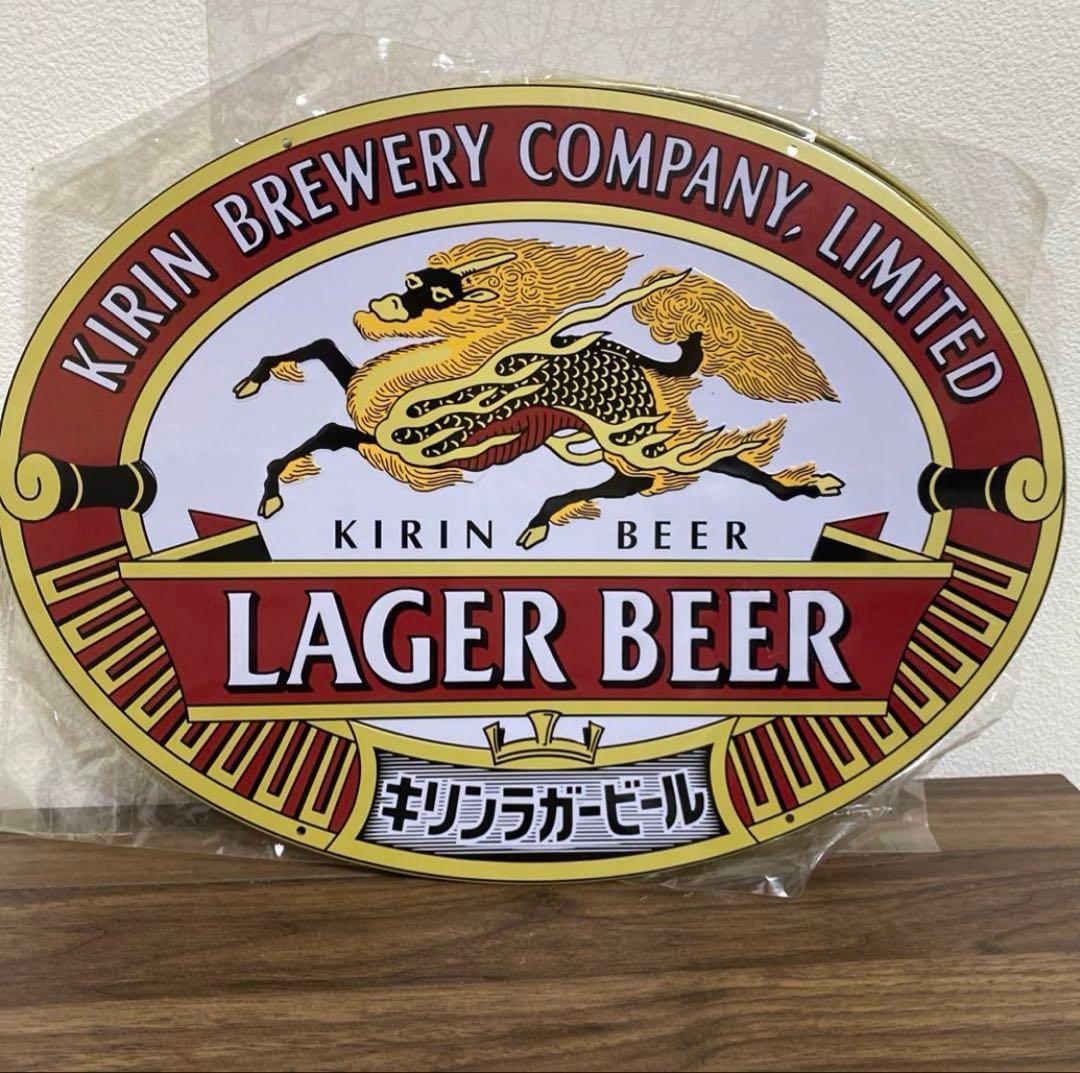 KIRIN BREWERY COMPANY, LIMITED
KIRIN BEER
LAGER BEER
キリンラガービール